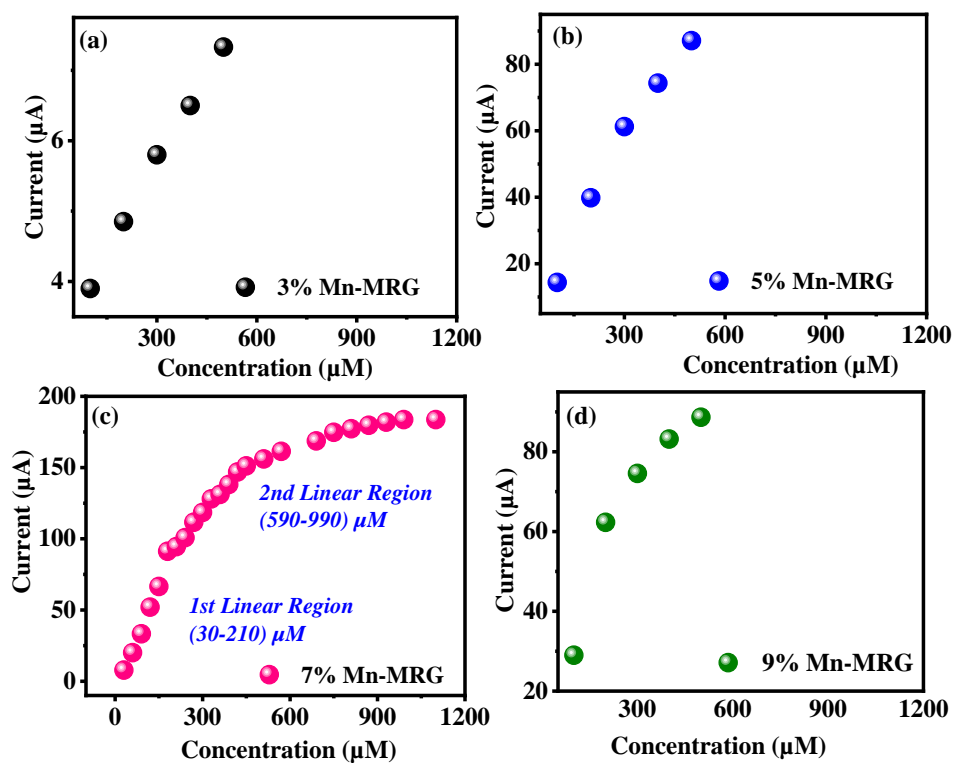 (a)
Current (µA)
6
4
3% Mn-MRG
300 600 900 1200
Concentration (µM)
(b)
Current (µA)
80
60
40
20
5% Mn-MRG
300 600 900 1200
Concentration (µM)
(c)
Current (µA)
200
150
100
50
0
2nd Linear Region
(590-990) µM
1st Linear Region
(30-210) µM
7% Mn-MRG
0 300 600 900 1200
Concentration (µM)
(d)
Current (µA)
80
60
40
20
9% Mn-MRG
300 600 900 1200
Concentration (µM)